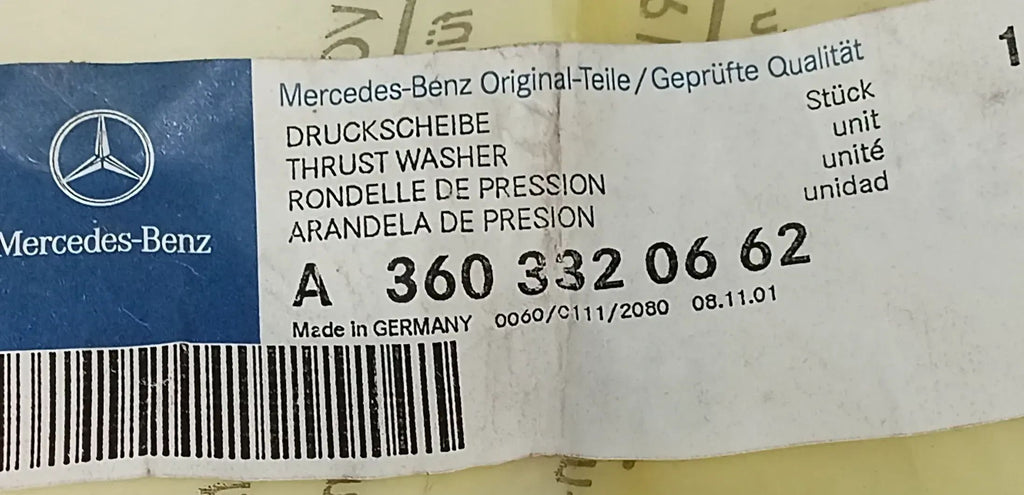 Mercedes-Benz Original-Teile/Geprüfte Qualität
1
DRUCKSCHEIBE
Stück
THRUST WASHER
unit
RONDELLE DE PRESSION
unité
ARANDELA DE PRESION
unidad
Mercedes-Benz
A 360 332 06 62
Made in GERMANY 0060/C111/2080 08.11.01